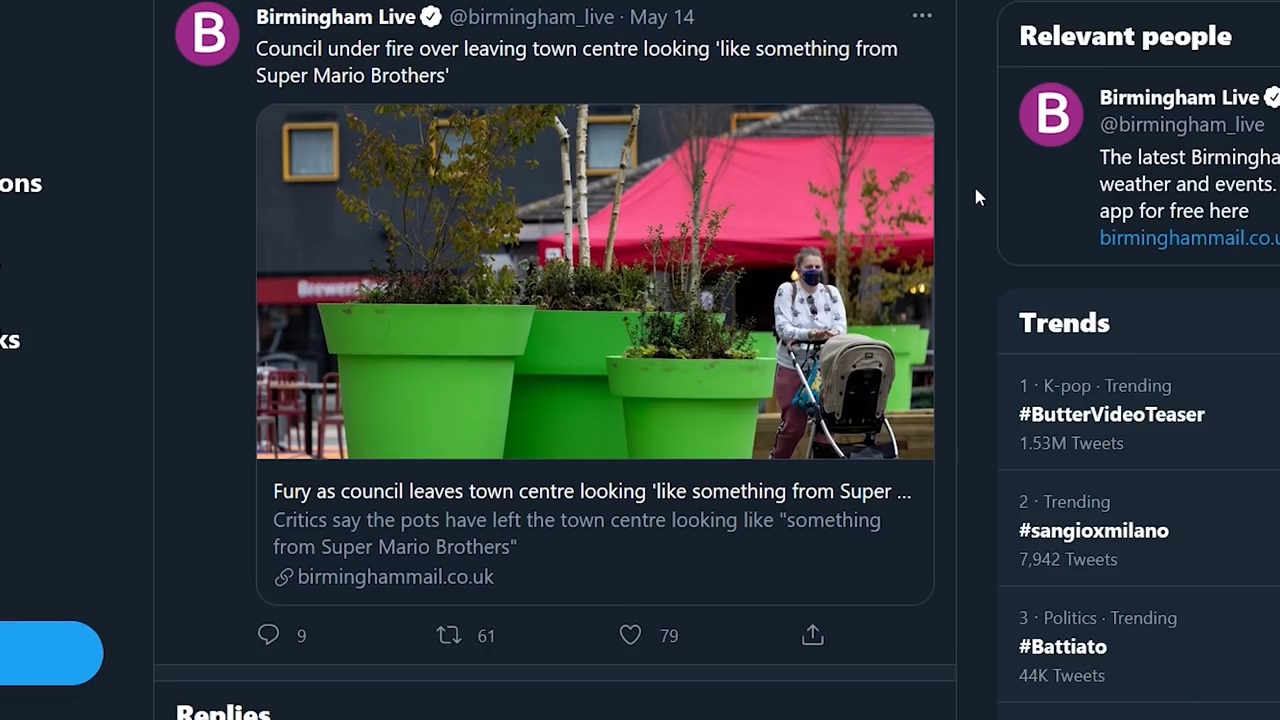 ons
ks
B
Birmingham Live @birmingham_live · May 14
Council under fire over leaving town centre looking 'like something from
Super Mario Brothers'
Fury as council leaves town centre looking 'like something from Super ...
Critics say the pots have left the town centre looking like "something
from Super Mario Brothers"
birminghammail.co.uk
9 61 79
Replies
Relevant people
B
Birmingham Live
@birmingham_live
The latest Birmingha
weather and events.
app for free here
birminghammail.co.u
Trends
1 · K-pop · Trending
#ButterVideoTeaser
1.53M Tweets
2 · Trending
#sangioxmilano
7,942 Tweets
3 · Politics · Trending
#Battiato
44K Tweets